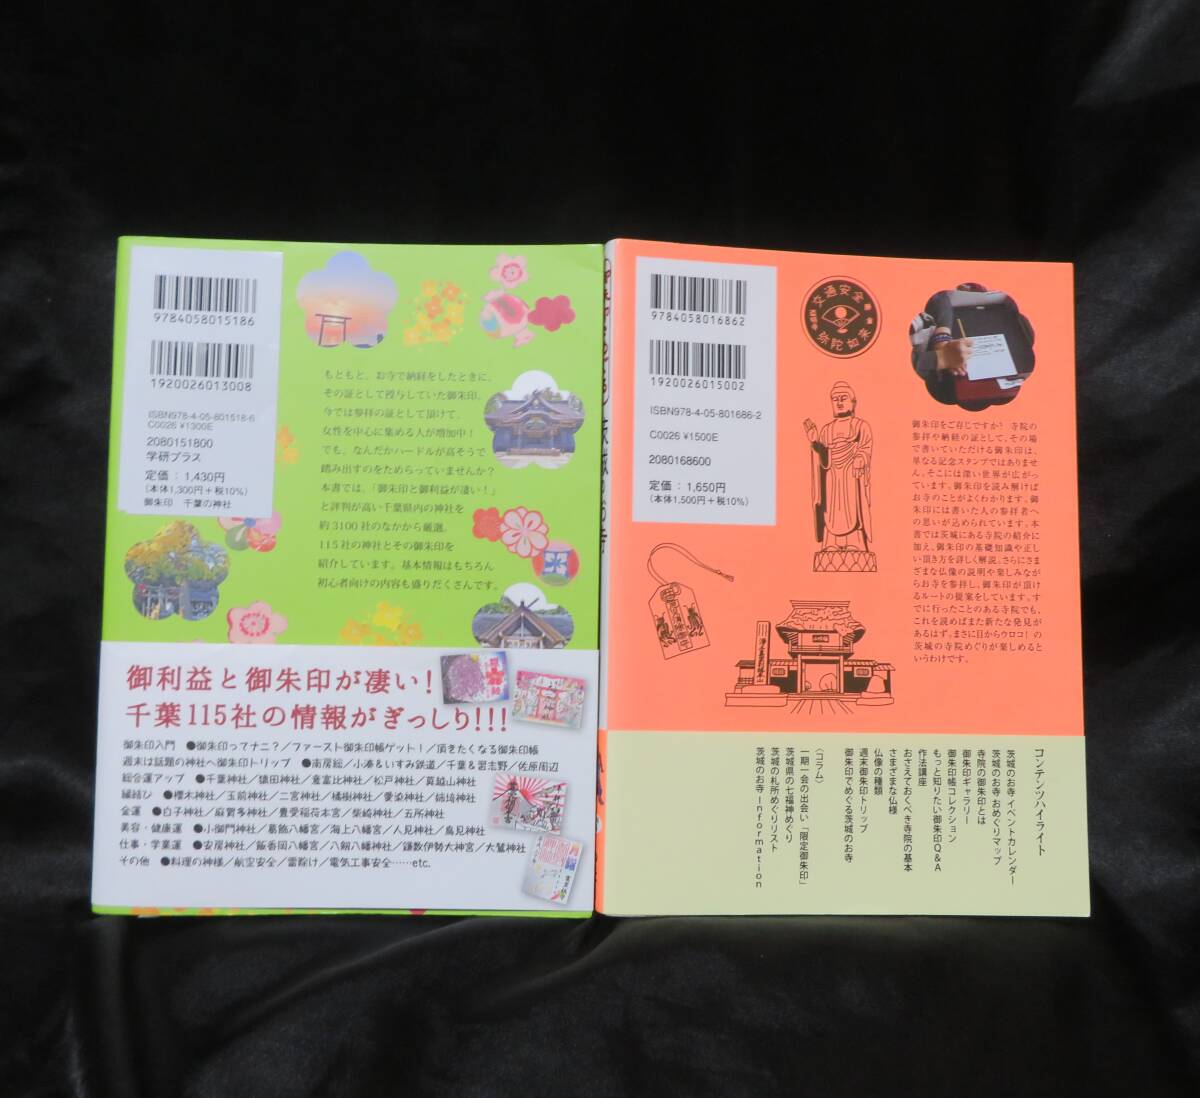 9784058015186
1920026013008
ISBN978-4-05-801518-6
C0026 ¥1300E
2080151800
学研プラス
定価：1,430円
（本体1,300円＋税10%）
御朱印　千葉の神社
もともと、お寺で納経をしたときに、
その証として授与していた御朱印。
今では参拝の証として頂けて、
女性を中心に集める人が増加中！
でも、なんだかハードルが高そうで
踏み出すのをためらっていませんか？
本書では、「御朱印と御利益が凄い！」
と評判が高い千葉県内の神社を
約3100社のなかから厳選。
115社の神社とその御朱印を
紹介しています。基本情報はもちろん
初心者向けの内容も盛りだくさんです。
御利益と御朱印が凄い！
千葉115社の情報がぎっしり!!!
御朱印入門　●御朱印ってナニ？／ファースト御朱印帳ゲット！／頂きたくなる御朱印帳
週末は話題の神社へ御朱印トリップ　●南房総／小湊＆いすみ鉄道／千葉＆習志野／佐原周辺
総合運アップ　●千葉神社／猿田神社／意富比神社／松戸神社／莫越山神社
縁結び　●櫻木神社／玉前神社／二宮神社／橘樹神社／愛染神社／姉埼神社
金運　●白子神社／麻賀多神社／豊受稲荷本宮／柴崎神社／五所神社
美容・健康運　●小御門神社／葛飾八幡宮／海上八幡宮／人見神社／鳥見神社
仕事・学業運　●安房神社／飯香岡八幡宮／八剱八幡神社／鎌数伊勢大神宮／大鷲神社
その他　●料理の神様／航空安全／雷除け／電気工事安全……etc.
9784058016862
1920026015002
ISBN978-4-05-801686-2
C0026 ¥1500E
2080168600
定価：1,650円
（本体1,500円＋税10%）
交通安全
弥陀如来
御朱印をご存じですか？ 寺院の
参拝や納経の証として、その場
で書いていただける御朱印は、
単なる記念スタンプではありませ
ん。そこには深い世界が広がっ
ています。御朱印を読み解けば
お寺のことがよくわかります。御
朱印には書いた人の参拝者へ
の思いが込められています。本
書では茨城にある寺院の紹介に
加え、御朱印の基礎知識や正し
い頂き方を詳しく解説。さらにさま
ざまな仏像の説明や楽しみなが
らお寺を参拝し、御朱印が頂け
るルートの提案をしています。す
でに行ったことのある寺院でも、
これを読めばまた新たな発見が
あるはず。まさに目からウロコ！の
茨城の寺院めぐりが楽しめると
いうわけです。
コンテンツハイライト
茨城のお寺 イベントカレンダー
茨城のお寺 おめぐりマップ
寺院の御朱印とは
御朱印ギャラリー
御朱印帳コレクション
もっと知りたい御朱印Q＆A
作法講座
おさえておくべき寺院の基本
さまざまな仏様
仏像の種類
週末御朱印トリップ
御朱印でめぐる茨城のお寺
〈コラム〉
一期一会の出会い「限定御朱印」
茨城県の七福神めぐり
茨城の札所めぐりリスト
茨城のお寺 Information